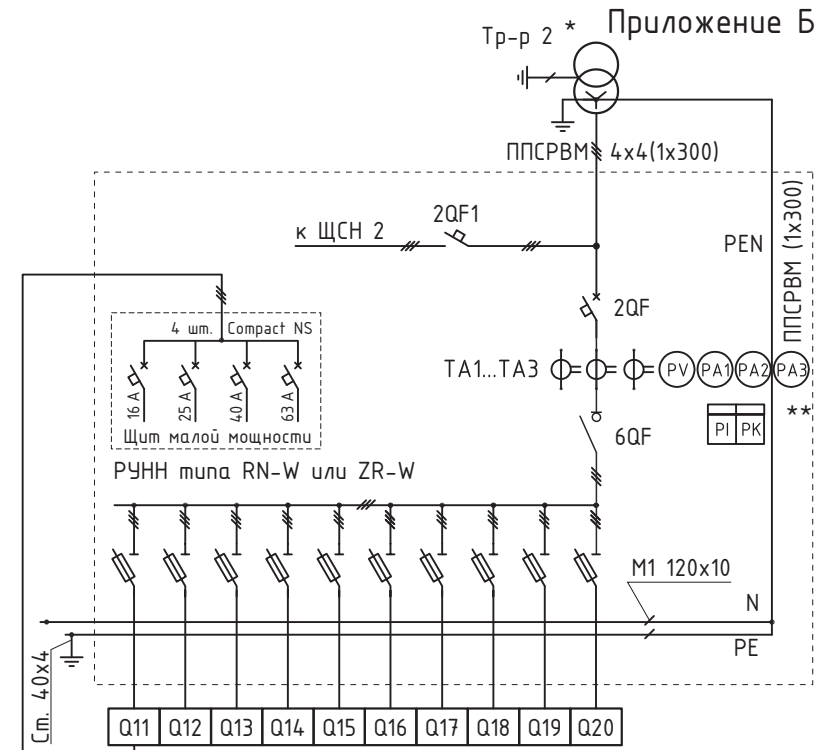 Приложение Б
Тр-р 2 *
ППСРВМ 4х4(1х300)
2QF1
к ЩСН 2
PEN
ППСРВМ (1х300)
2QF
4 шт. Compact NS
ТА1...ТА3
PV PA1 PA2 PA3
16 А 25 А 40 А 63 А
**
PI PK
Щит малой мощности
6QF
РУНН типа RN-W или ZR-W
М1 120х10
N
PE
Ст. 40х4
Q11 Q12 Q13 Q14 Q15 Q16 Q17 Q18 Q19 Q20